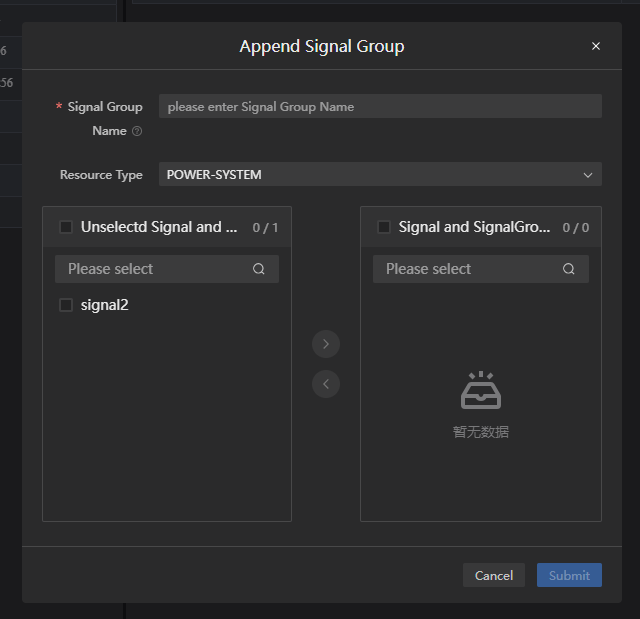 6
56
Append Signal Group
* Signal Group
Name
please enter Signal Group Name
Resource Type
POWER-SYSTEM
Unselectd Signal and ...
0 / 1
Please select
signal2
Signal and SignalGro...
0 / 0
Please select
暂无数据
Cancel
Submit